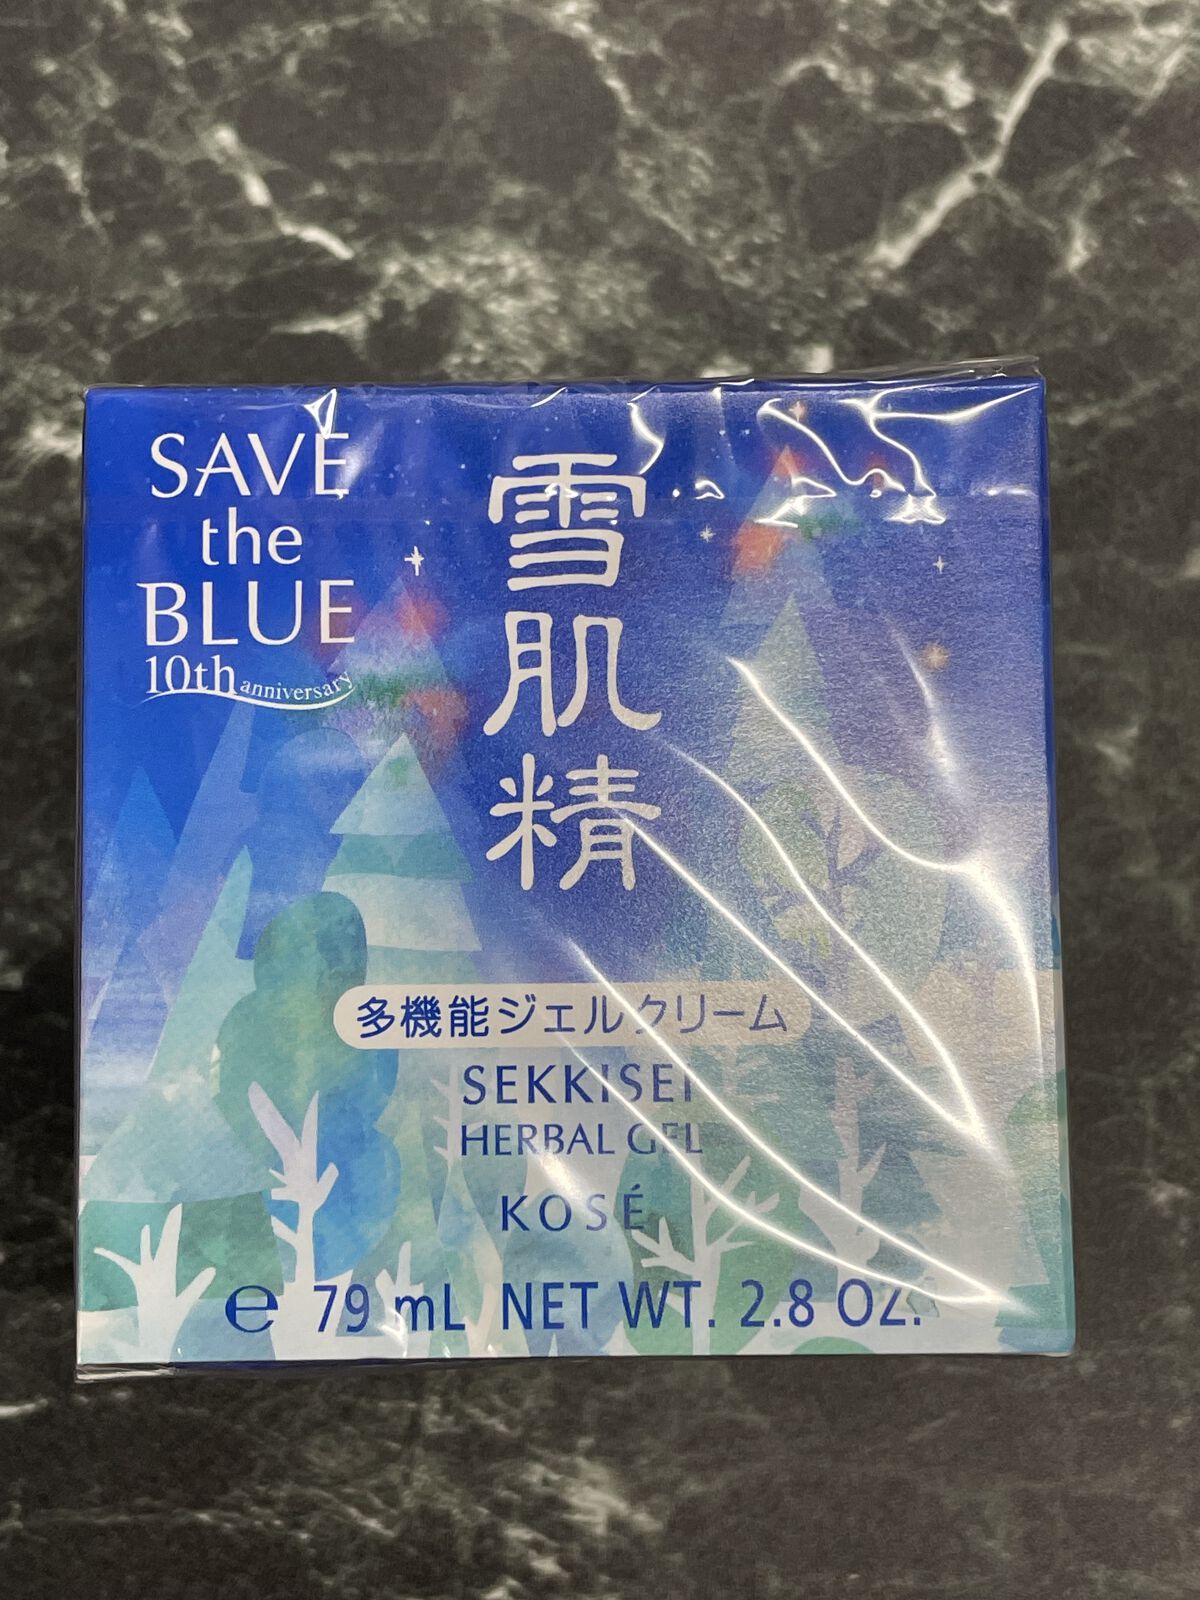 SAVE
the
BLUE
10th anniversary
雪肌精
多機能ジェルクリーム
SEKKISEI
HERBAL GEL
KOSÉ
℮ 79 mL NET WT. 2.8 OZ.